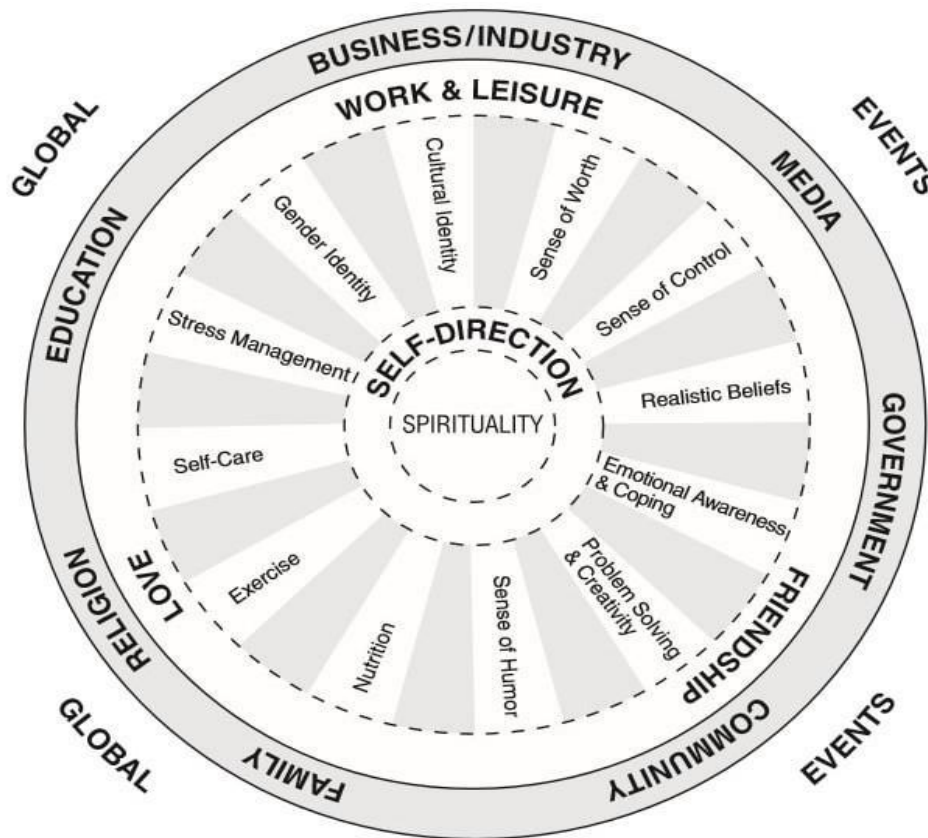 BUSINESS/INDUSTRY
GLOBAL
EVENTS
WORK & LEISURE
MEDIA
EDUCATION
Cultural Identity
Sense of Worth
Gender Identity
Sense of Control
Stress Management
SELF-DIRECTION
Realistic Beliefs
SPIRITUALITY
GOVERNMENT
Self-Care
Emotional Awareness
& Coping
Exercise
Problem Solving
& Creativity
Nutrition
Sense of Humor
LOVE
FRIENDSHIP
RELIGION
COMMUNITY
FAMILY
GLOBAL
EVENTS